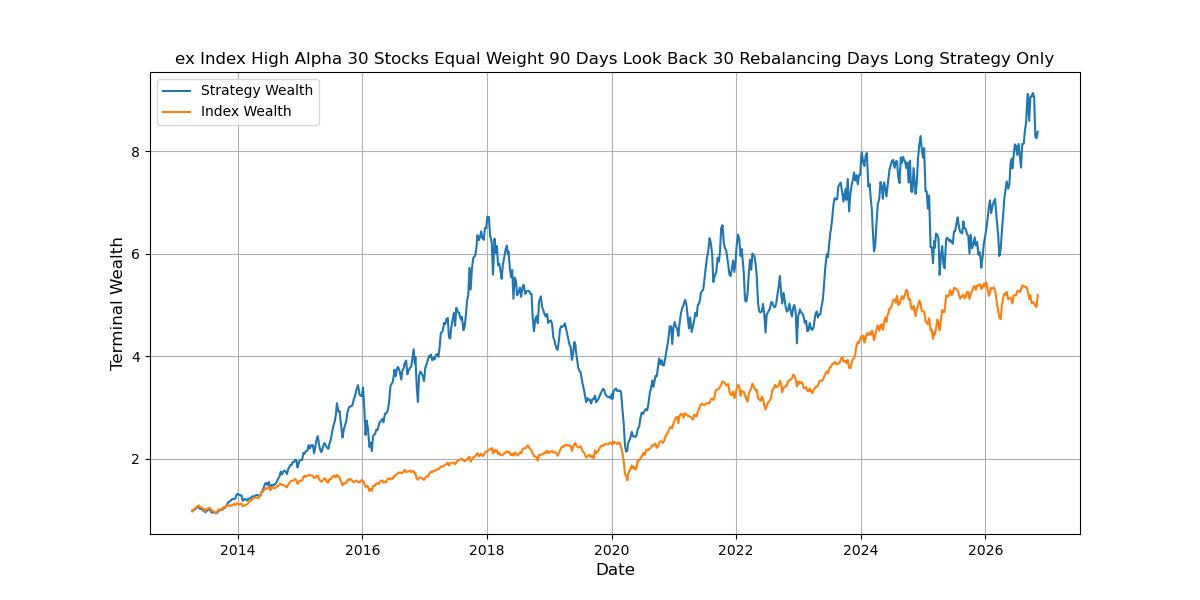 ex Index High Alpha 30 Stocks Equal Weight 90 Days Look Back 30 Rebalancing Days Long Strategy Only
Strategy Wealth
Index Wealth
Terminal Wealth
8
6
4
2
2014 2016 2018 2020 2022 2024 2026
Date